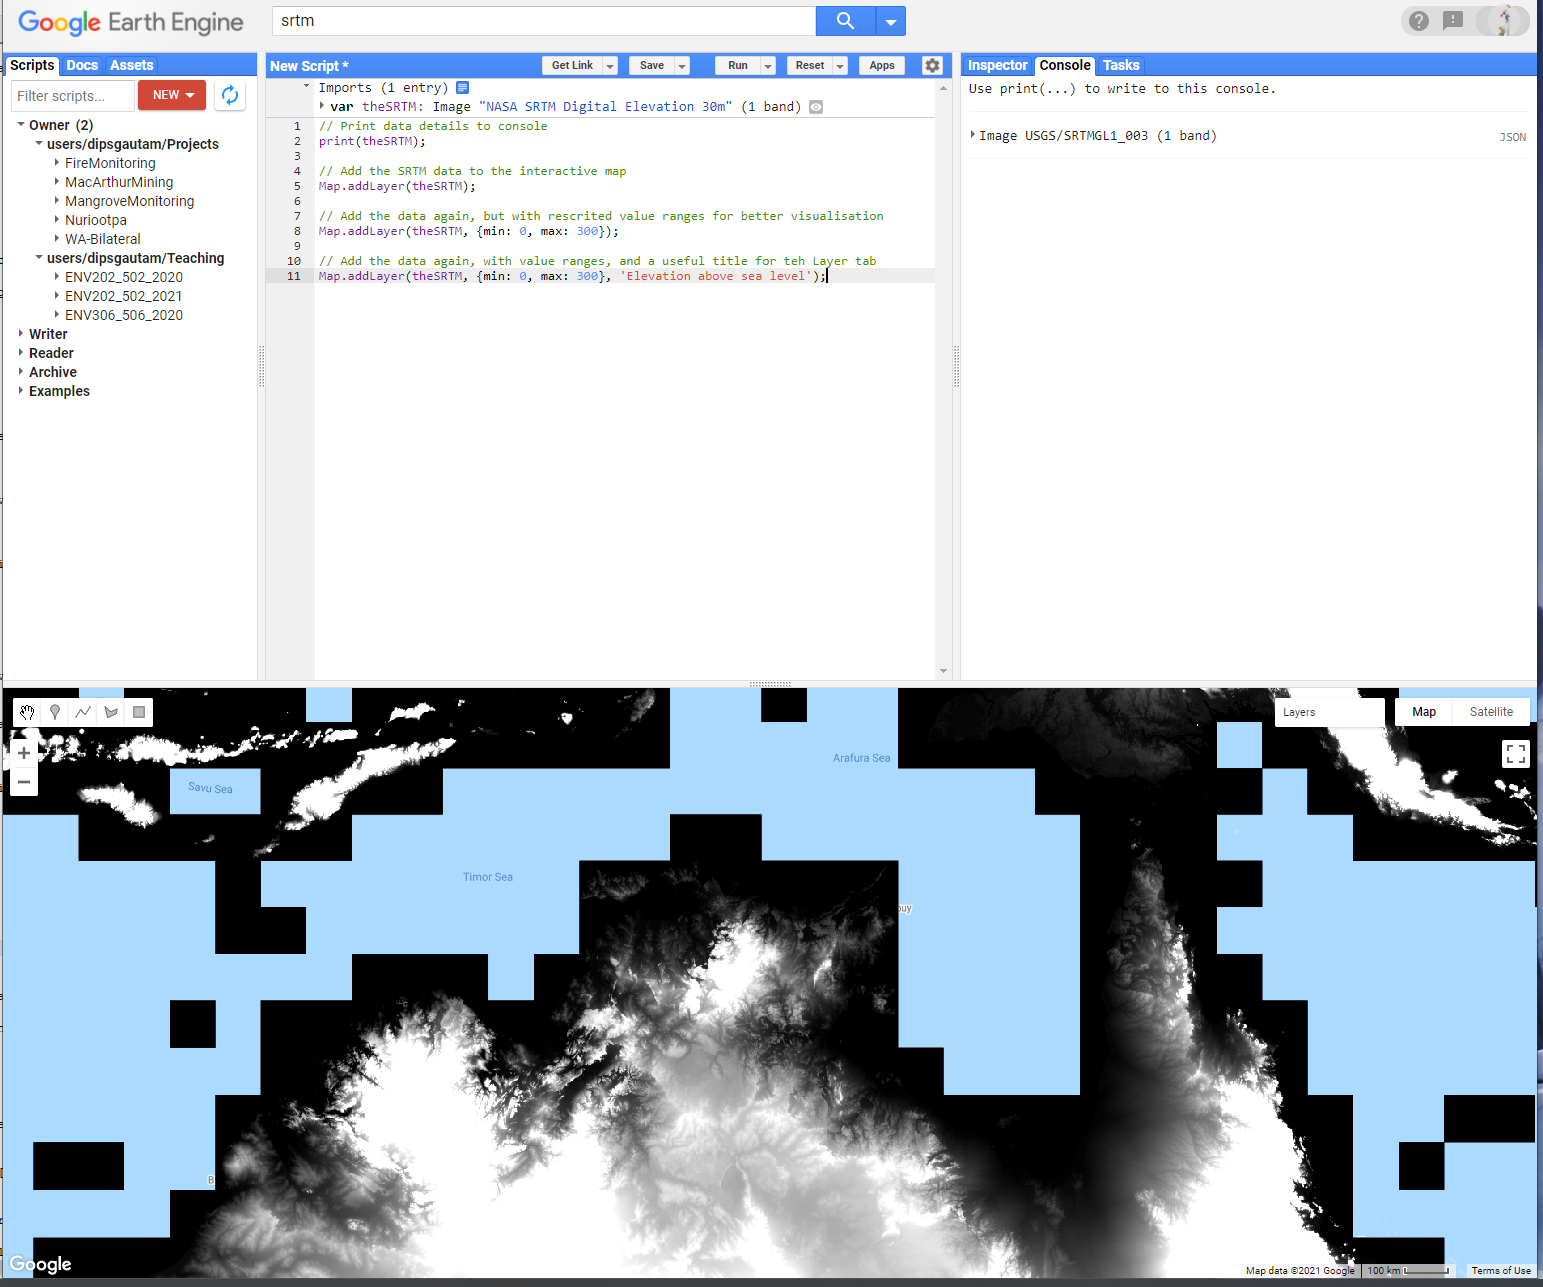 Google Earth Engine
srtm
Scripts Docs Assets
Filter scripts... NEW
Owner (2)
users/dipsgautam/Projects
FireMonitoring
MacArthurMining
MangroveMonitoring
Nuriootpa
WA-Bilateral
users/dipsgautam/Teaching
ENV202_502_2020
ENV202_502_2021
ENV306_506_2020
Writer
Reader
Archive
Examples
New Script * Get Link Save Run Reset Apps
Imports (1 entry)
var theSRTM: Image "NASA SRTM Digital Elevation 30m" (1 band)
1 // Print data details to console
2 print(theSRTM);
3
4 // Add the SRTM data to the interactive map
5 Map.addLayer(theSRTM);
6
7 // Add the data again, but with rescrited value ranges for better visualisation
8 Map.addLayer(theSRTM, {min: 0, max: 300});
9
10 // Add the data again, with value ranges, and a useful title for teh Layer tab
11 Map.addLayer(theSRTM, {min: 0, max: 300}, 'Elevation above sea level');
Inspector Console Tasks
Use print(...) to write to this console.
Image USGS/SRTMGL1_003 (1 band) JSON
Layers Map Satellite
Arafura Sea
Savu Sea
Timor Sea
ouy
B
Google
Map data ©2021 Google 100 km Terms of Use